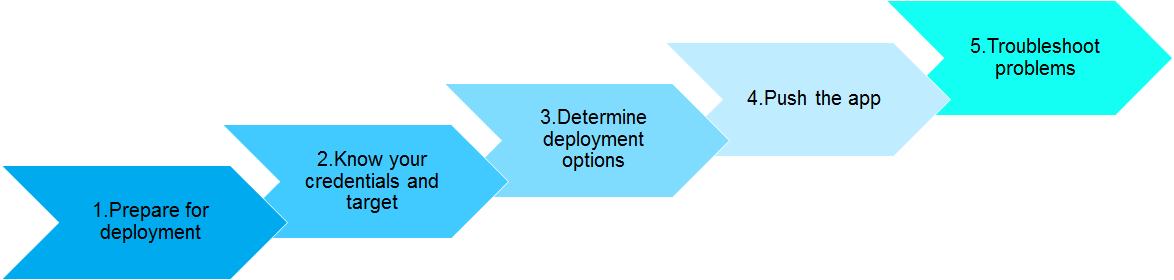 1.Prepare for
deployment
2.Know your
credentials and
target
3.Determine
deployment
options
4.Push the app
5.Troubleshoot
problems